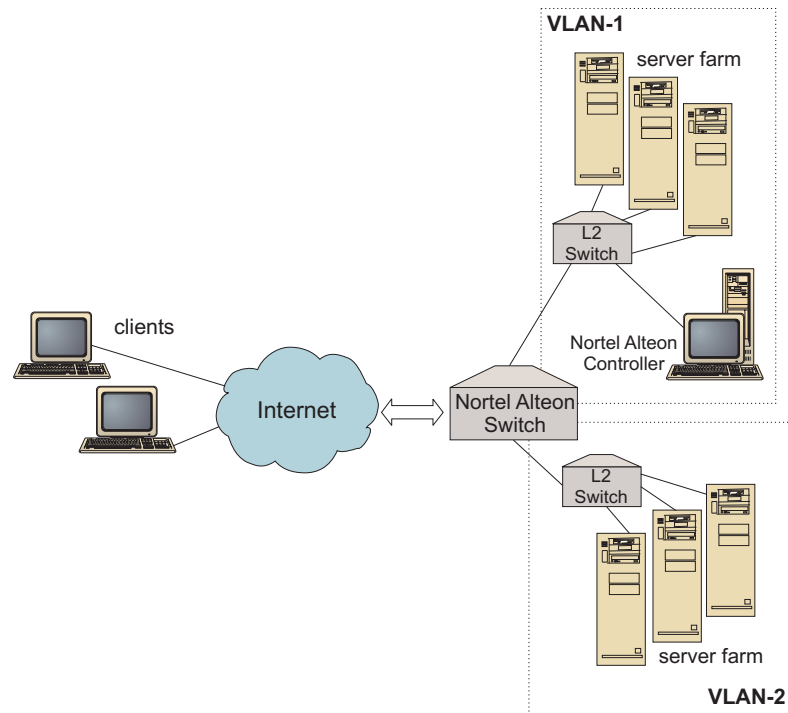 VLAN-1
server farm
L2
Switch
clients
Nortel Alteon
Controller
Internet
Nortel Alteon
Switch
L2
Switch
server farm
VLAN-2